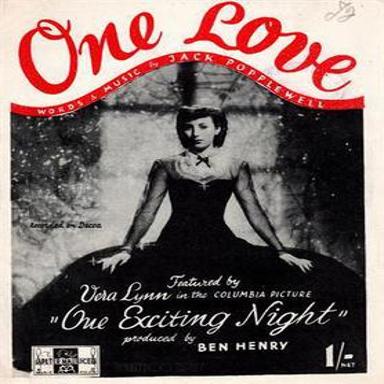 One Love
WORDS & MUSIC by JACK POPPLEWELL
Recorded on Decca
Featured by
Vera Lynn in the COLUMBIA PICTURE
"One Exciting Night"
produced by BEN HENRY
1/-
NET